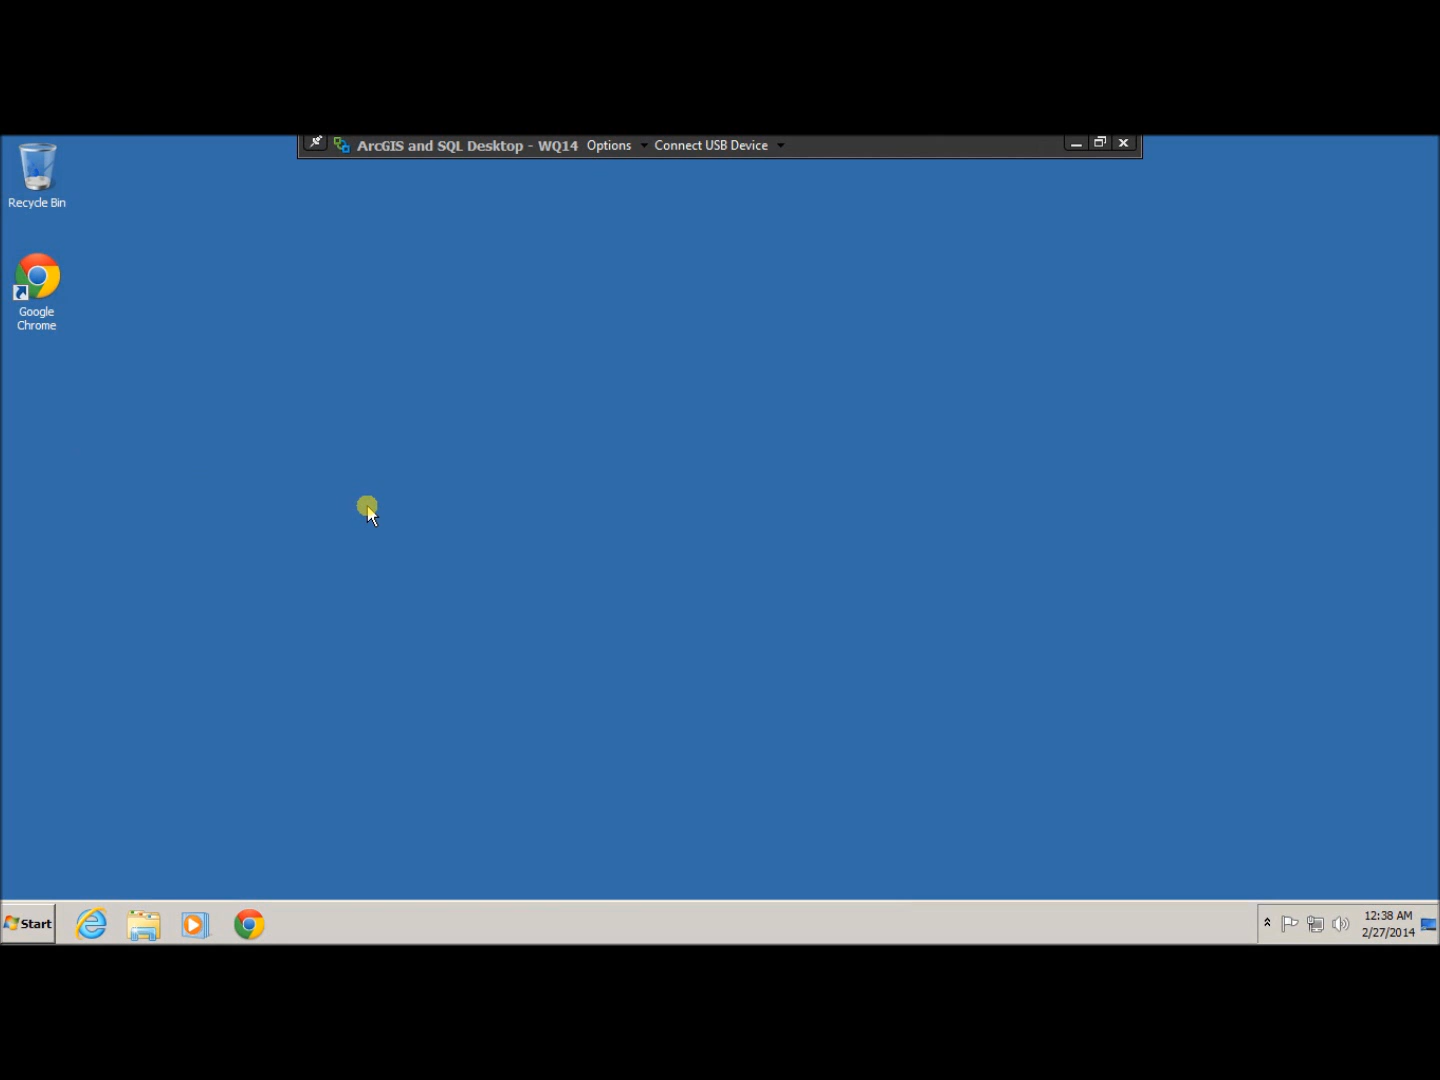 ArcGIS and SQL Desktop - WQ14 Options Connect USB Device
Recycle Bin
Google
Chrome
Start
12:38 AM
2/27/2014